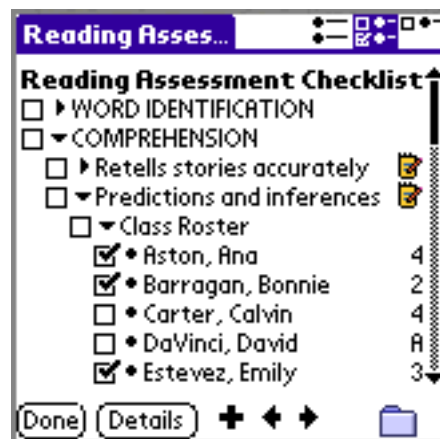 Reading Asses...
Reading Assessment Checklist
WORD IDENTIFICATION
COMPREHENSION
Retells stories accurately
Predictions and inferences
Class Roster
Aston, Ana 4
Barragan, Bonnie 2
Carter, Calvin 4
DaVinci, David A
Estevez, Emily 3
Done Details